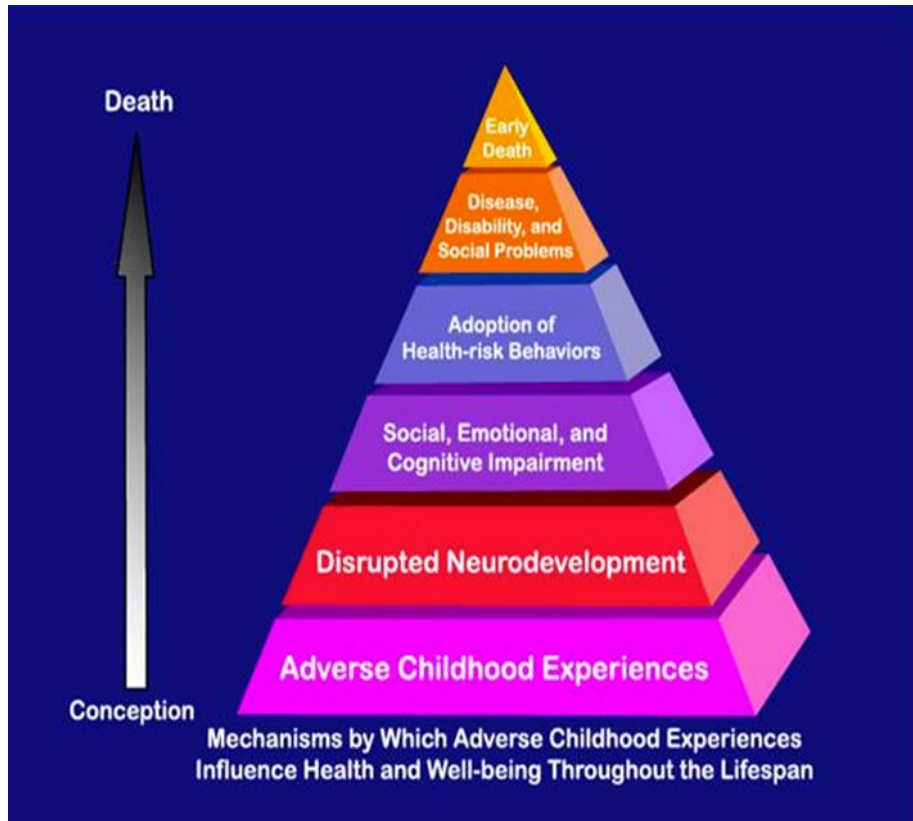 Death
Early
Death
Disease,
Disability, and
Social Problems
Adoption of
Health-risk Behaviors
Social, Emotional, and
Cognitive Impairment
Disrupted Neurodevelopment
Adverse Childhood Experiences
Conception
Mechanisms by Which Adverse Childhood Experiences
Influence Health and Well-being Throughout the Lifespan